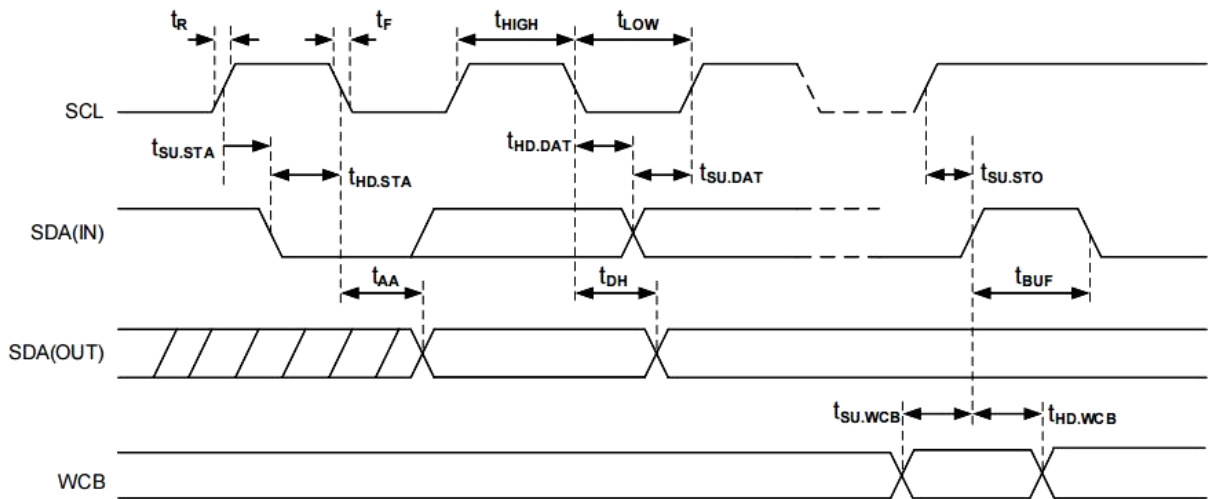 tR tF tHIGH tLOW
SCL
tSU.STA tHD.STA tHD.DAT tSU.DAT tSU.STO
SDA(IN)
tAA tDH tBUF
SDA(OUT)
tSU.WCB tHD.WCB
WCB